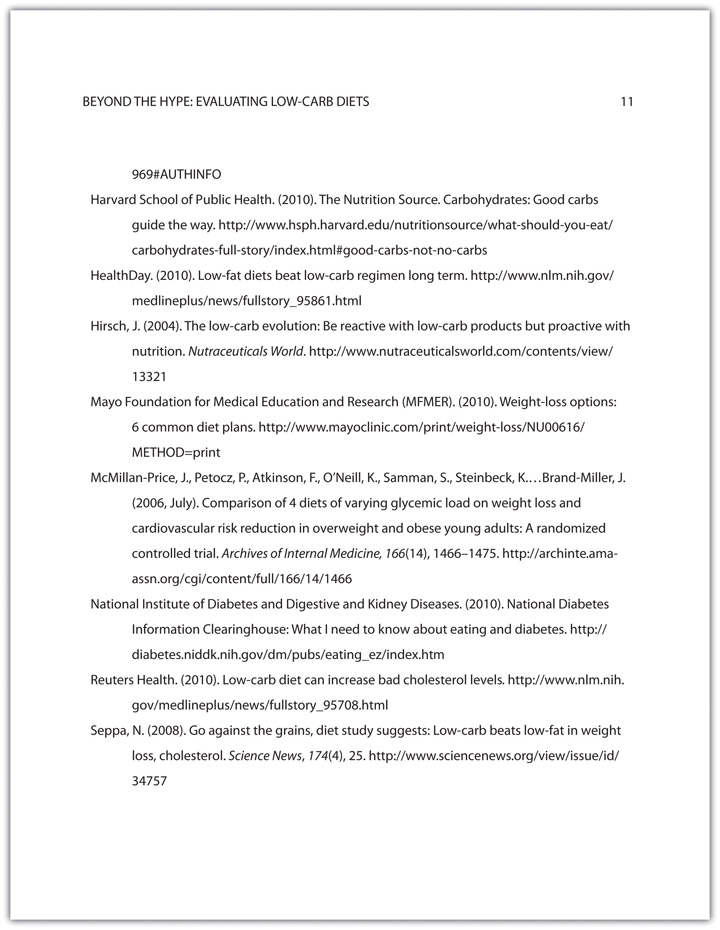 BEYOND THE HYPE: EVALUATING LOW-CARB DIETS 11
969#AUTHINFO
Harvard School of Public Health. (2010). The Nutrition Source. Carbohydrates: Good carbs
guide the way. http://www.hsph.harvard.edu/nutritionsource/what-should-you-eat/
carbohydrates-full-story/index.html#good-carbs-not-no-carbs
HealthDay. (2010). Low-fat diets beat low-carb regimen long term. http://www.nlm.nih.gov/
medlineplus/news/fullstory_95861.html
Hirsch, J. (2004). The low-carb evolution: Be reactive with low-carb products but proactive with
nutrition. Nutraceuticals World. http://www.nutraceuticalsworld.com/contents/view/
13321
Mayo Foundation for Medical Education and Research (MFMER). (2010). Weight-loss options:
6 common diet plans. http://www.mayoclinic.com/print/weight-loss/NU00616/
METHOD=print
McMillan-Price, J., Petocz, P., Atkinson, F., O’Neill, K., Samman, S., Steinbeck, K.…Brand-Miller, J.
(2006, July). Comparison of 4 diets of varying glycemic load on weight loss and
cardiovascular risk reduction in overweight and obese young adults: A randomized
controlled trial. Archives of Internal Medicine, 166(14), 1466–1475. http://archinte.ama-
assn.org/cgi/content/full/166/14/1466
National Institute of Diabetes and Digestive and Kidney Diseases. (2010). National Diabetes
Information Clearinghouse: What I need to know about eating and diabetes. http://
diabetes.niddk.nih.gov/dm/pubs/eating_ez/index.htm
Reuters Health. (2010). Low-carb diet can increase bad cholesterol levels. http://www.nlm.nih.
gov/medlineplus/news/fullstory_95708.html
Seppa, N. (2008). Go against the grains, diet study suggests: Low-carb beats low-fat in weight
loss, cholesterol. Science News, 174(4), 25. http://www.sciencenews.org/view/issue/id/
34757